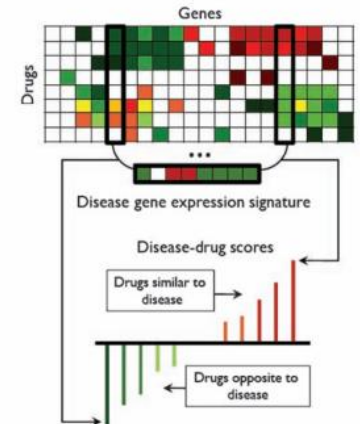 Genes
Drugs
...
Disease gene expression signature
Disease-drug scores
Drugs similar to
disease
Drugs opposite to
disease